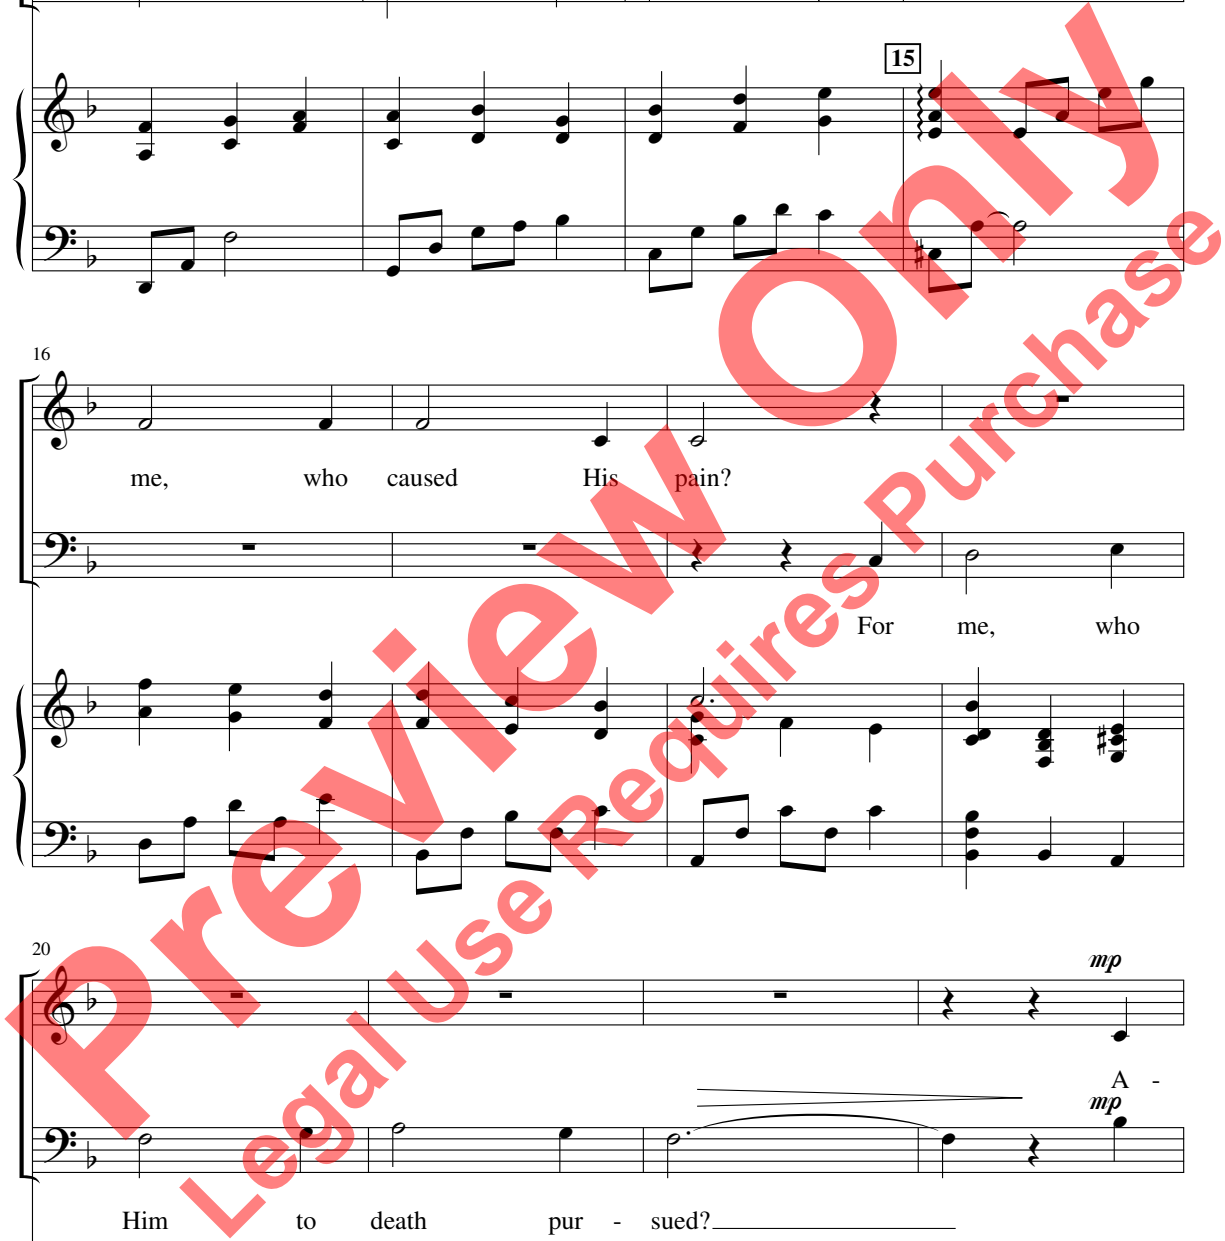 15
16
me, who caused His pain?
For me, who
20
mp
A -
mp
Him to death pur - sued?
Preview Only
Legal Use Requires Purchase